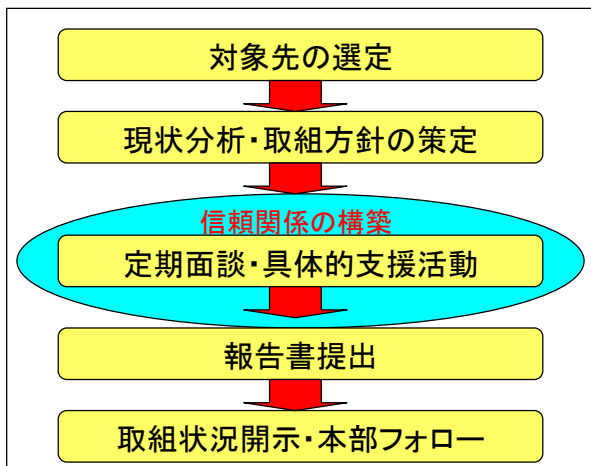 対象先の選定
現状分析・取組方針の策定
信頼関係の構築
定期面談・具体的支援活動
報告書提出
取組状況開示・本部フォロー